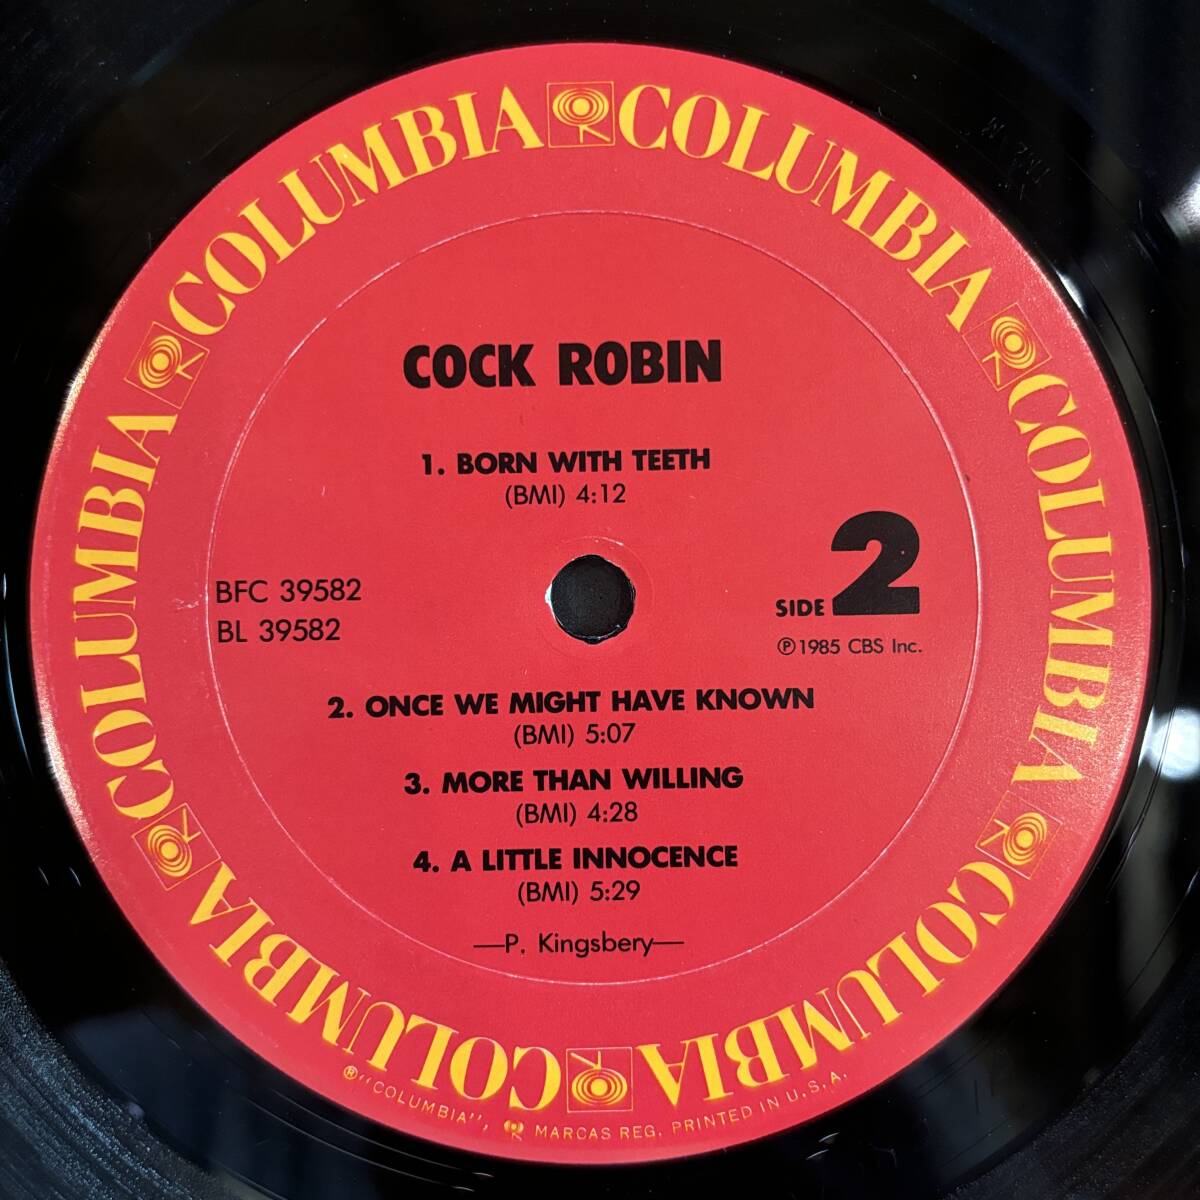 COLUMBIA COLUMBIA COLUMBIA COLUMBIA COLUMBIA COLUMBIA
COCK ROBIN
1. BORN WITH TEETH
(BMI) 4:12
BFC 39582
BL 39582
SIDE 2
℗1985 CBS Inc.
2. ONCE WE MIGHT HAVE KNOWN
(BMI) 5:07
3. MORE THAN WILLING
(BMI) 4:28
4. A LITTLE INNOCENCE
(BMI) 5:29
—P. Kingsbery—
®"COLUMBIA", MARCAS REG. PRINTED IN U.S.A.